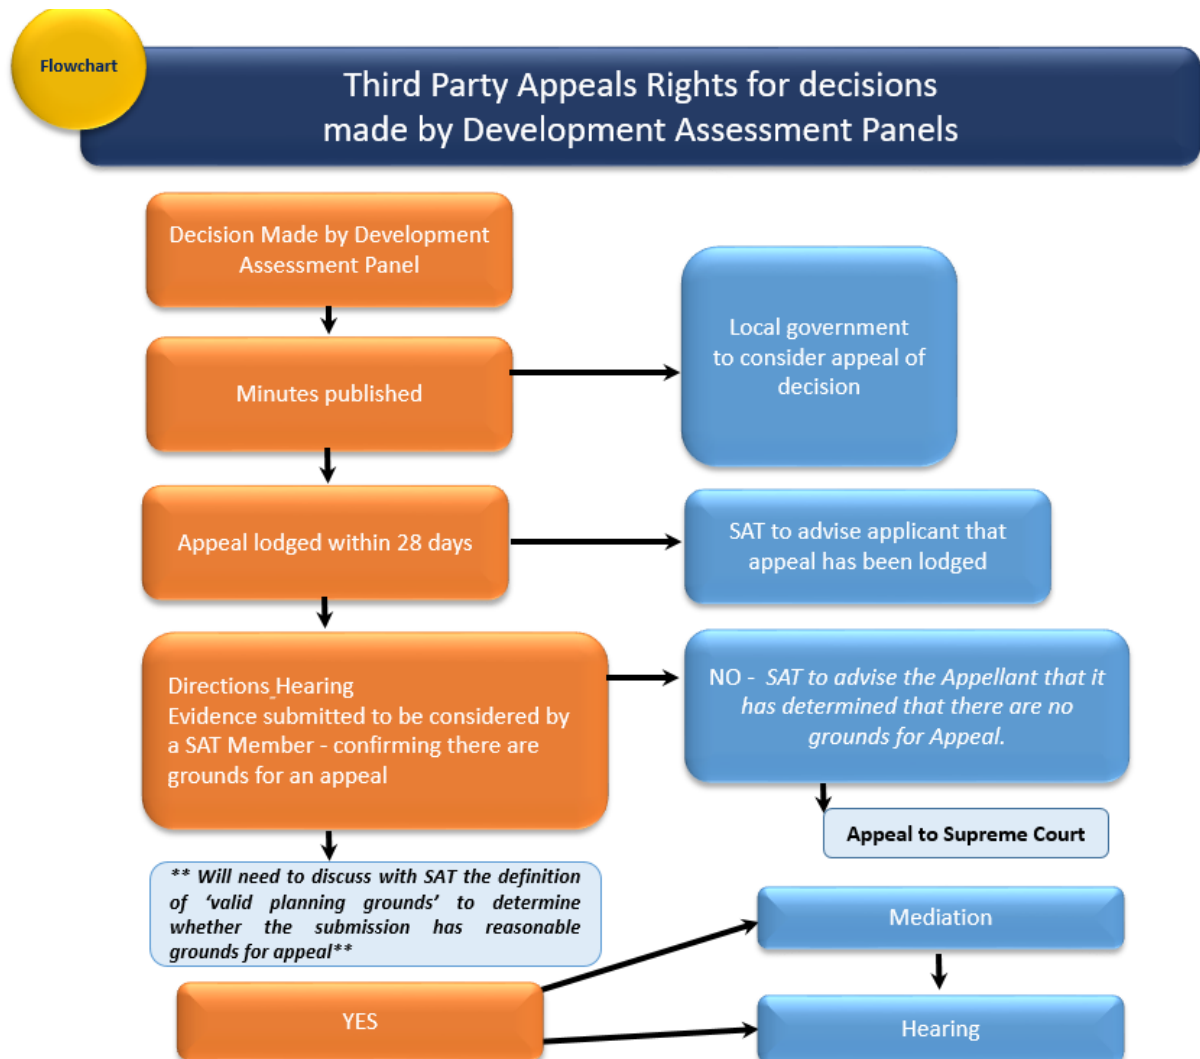 Flowchart
Third Party Appeals Rights for decisions
made by Development Assessment Panels
Decision Made by Development
Assessment Panel
Local government
to consider appeal of
decision
Minutes published
Appeal lodged within 28 days
SAT to advise applicant that
appeal has been lodged
Directions Hearing
Evidence submitted to be considered by
a SAT Member - confirming there are
grounds for an appeal
NO - SAT to advise the Appellant that it
has determined that there are no
grounds for Appeal.
Appeal to Supreme Court
** Will need to discuss with SAT the definition
of ‘valid planning grounds’ to determine
whether the submission has reasonable
grounds for appeal**
Mediation
YES
Hearing